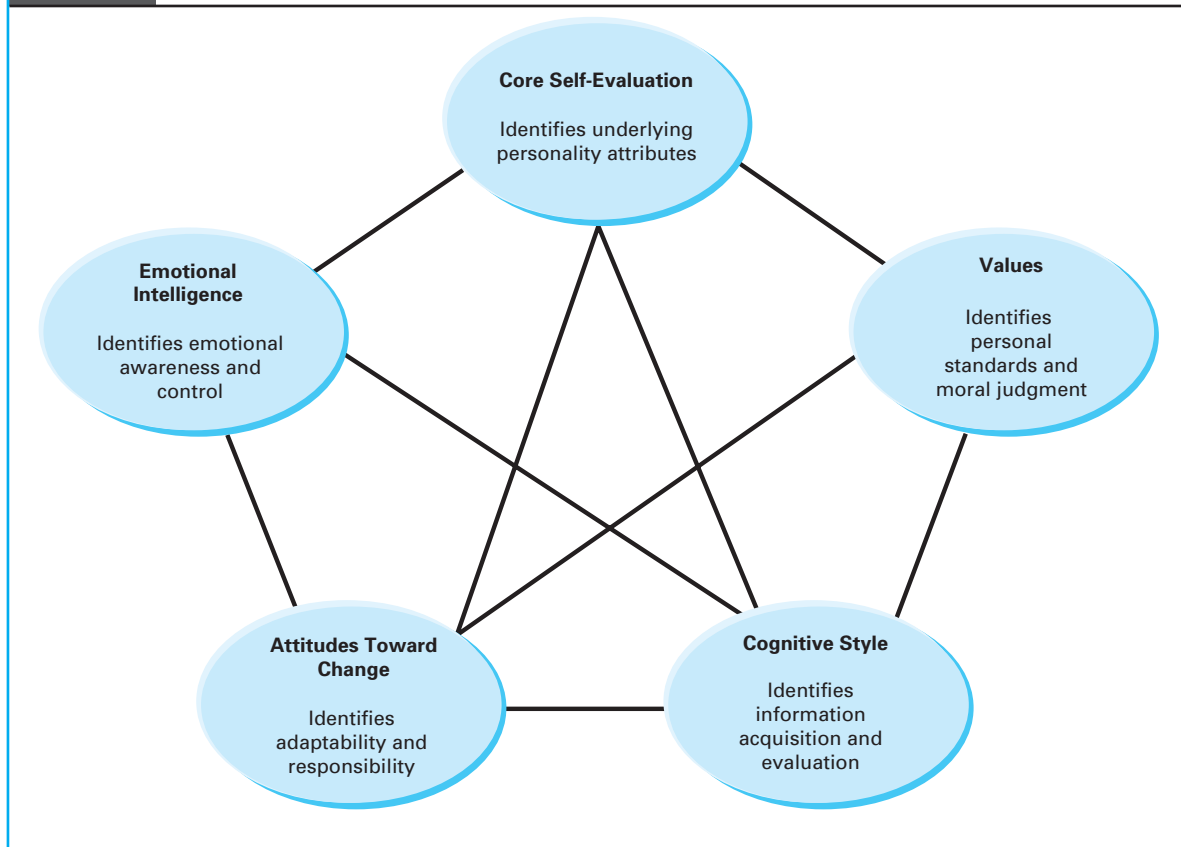 Core Self-Evaluation
Identifies underlying
personality attributes
Emotional
Intelligence
Identifies emotional
awareness and
control
Values
Identifies
personal
standards and
moral judgment
Attitudes Toward
Change
Identifies
adaptability and
responsibility
Cognitive Style
Identifies
information
acquisition and
evaluation